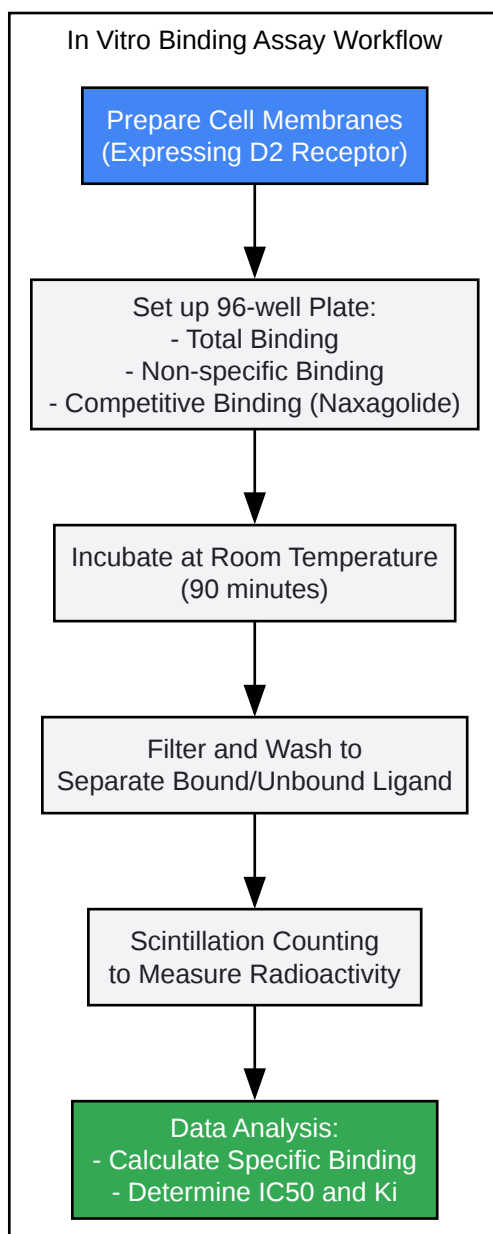 In Vitro Binding Assay Workflow
Prepare Cell Membranes
(Expressing D2 Receptor)
Set up 96-well Plate:
- Total Binding
- Non-specific Binding
- Competitive Binding (Naxagolide)
Incubate at Room Temperature
(90 minutes)
Filter and Wash to
Separate Bound/Unbound Ligand
Scintillation Counting
to Measure Radioactivity
Data Analysis:
- Calculate Specific Binding
- Determine IC50 and Ki